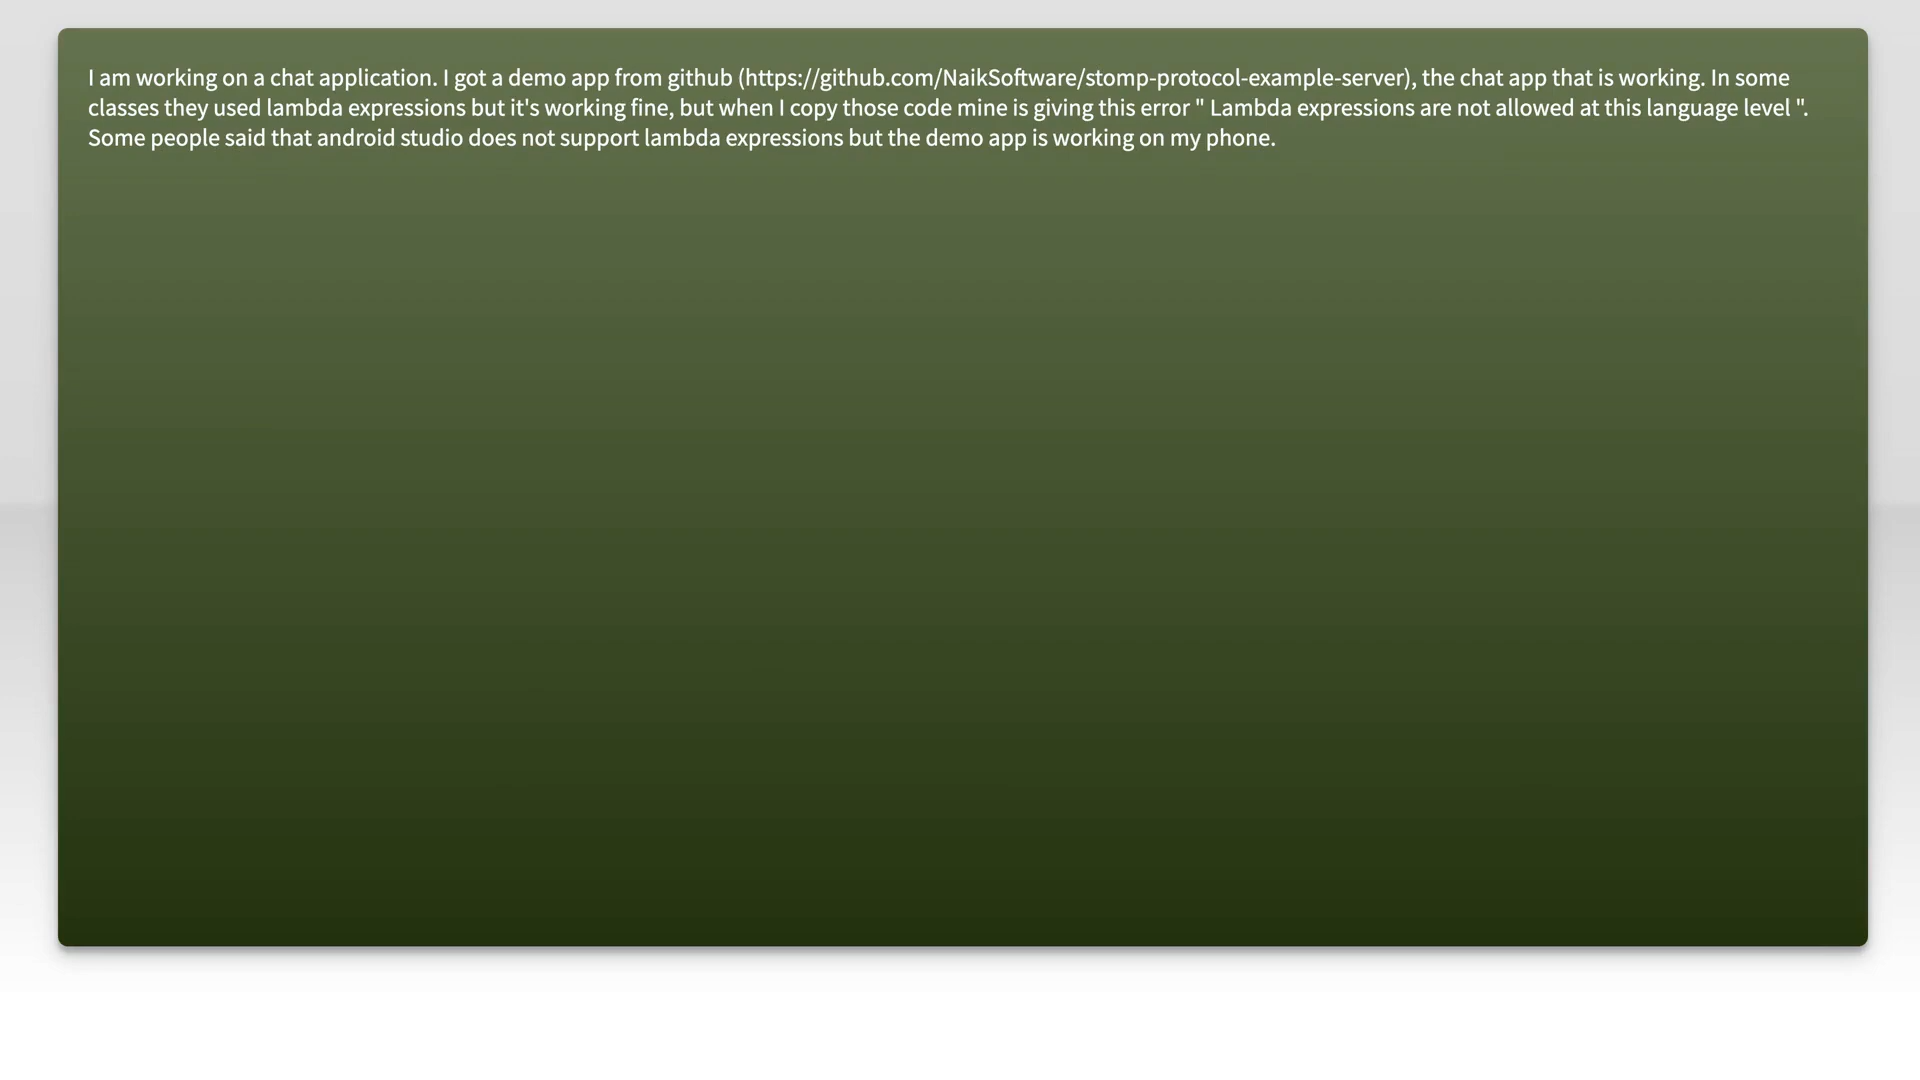 I am working on a chat application. I got a demo app from github (https://github.com/NaikSoftware/stomp-protocol-example-server), the chat app that is working. In some
classes they used lambda expressions but it's working fine, but when I copy those code mine is giving this error " Lambda expressions are not allowed at this language level ".
Some people said that android studio does not support lambda expressions but the demo app is working on my phone.